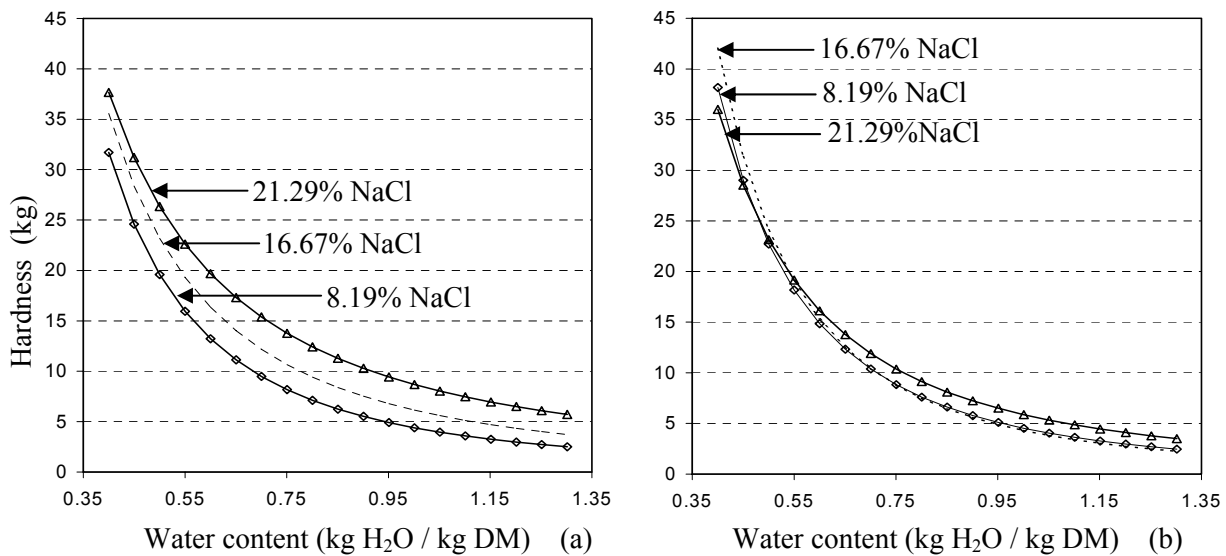 45
40
35
30
25
20
15
10
5
0
Hardness (kg)
21.29% NaCl
16.67% NaCl
8.19% NaCl
0.35 0.55 0.75 0.95 1.15 1.35
Water content (kg H₂O / kg DM) (a)
45
40
35
30
25
20
15
10
5
0
16.67% NaCl
8.19% NaCl
21.29%NaCl
0.35 0.55 0.75 0.95 1.15 1.35
Water content (kg H₂O / kg DM) (b)